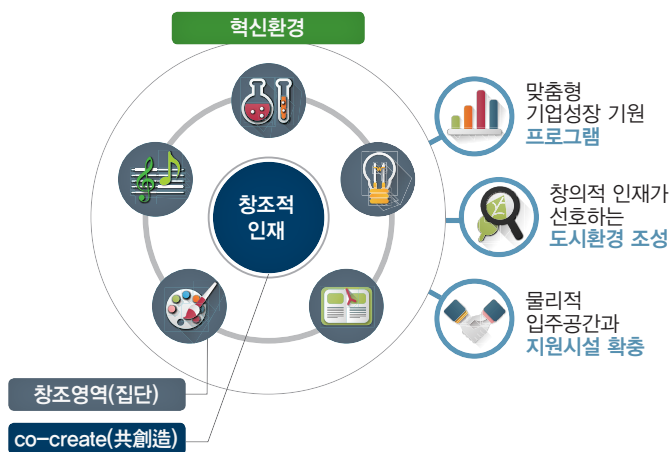 혁신환경
창조적
인재
맞춤형
기업성장 기원
프로그램
창의적 인재가
선호하는
도시환경 조성
물리적
입주공간과
지원시설 확충
창조영역(집단)
co-create(共創造)